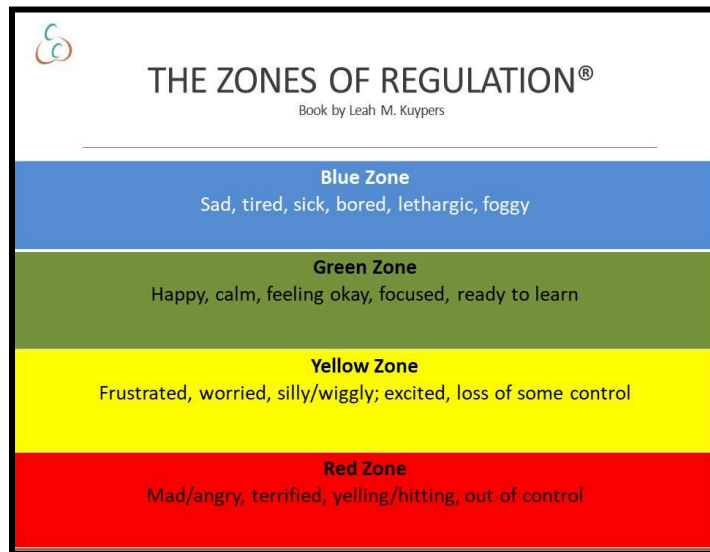 THE ZONES OF REGULATION®
Book by Leah M. Kuypers
Blue Zone
Sad, tired, sick, bored, lethargic, foggy
Green Zone
Happy, calm, feeling okay, focused, ready to learn
Yellow Zone
Frustrated, worried, silly/wiggly; excited, loss of some control
Red Zone
Mad/angry, terrified, yelling/hitting, out of control